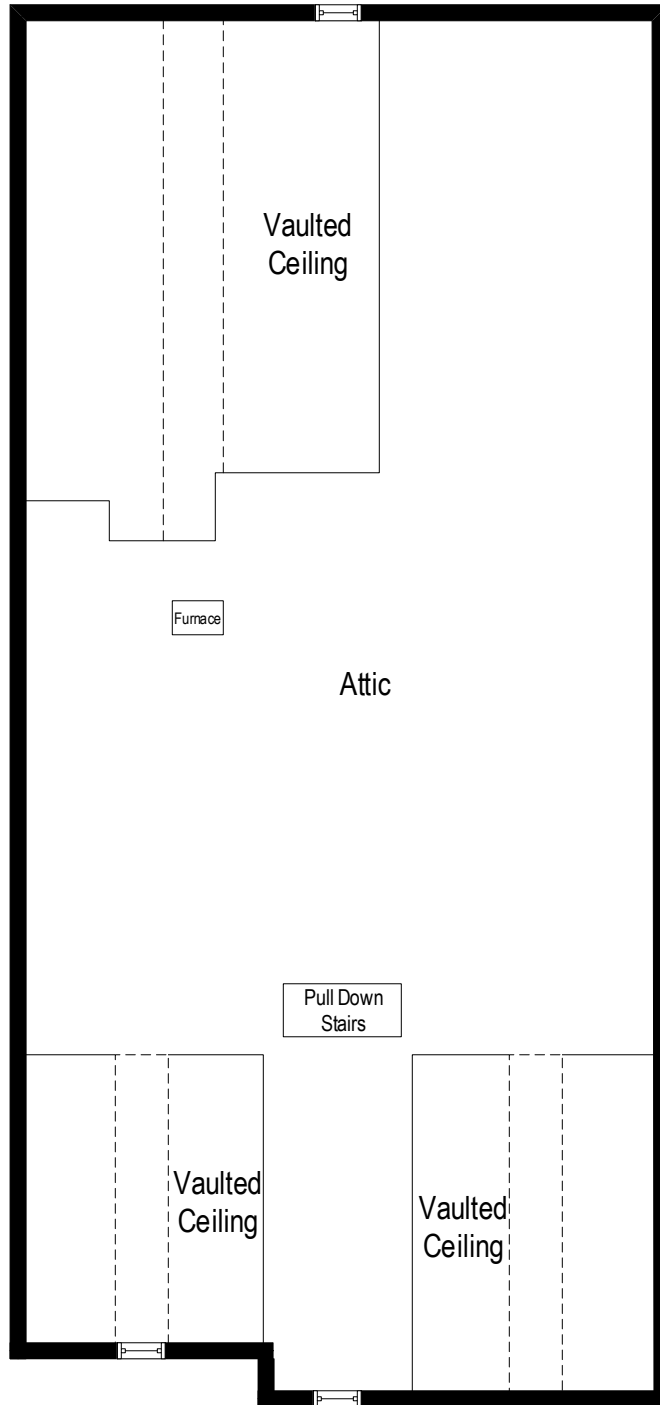 Vaulted
Ceiling
Furnace
Attic
Pull Down
Stairs
Vaulted
Ceiling
Vaulted
Ceiling